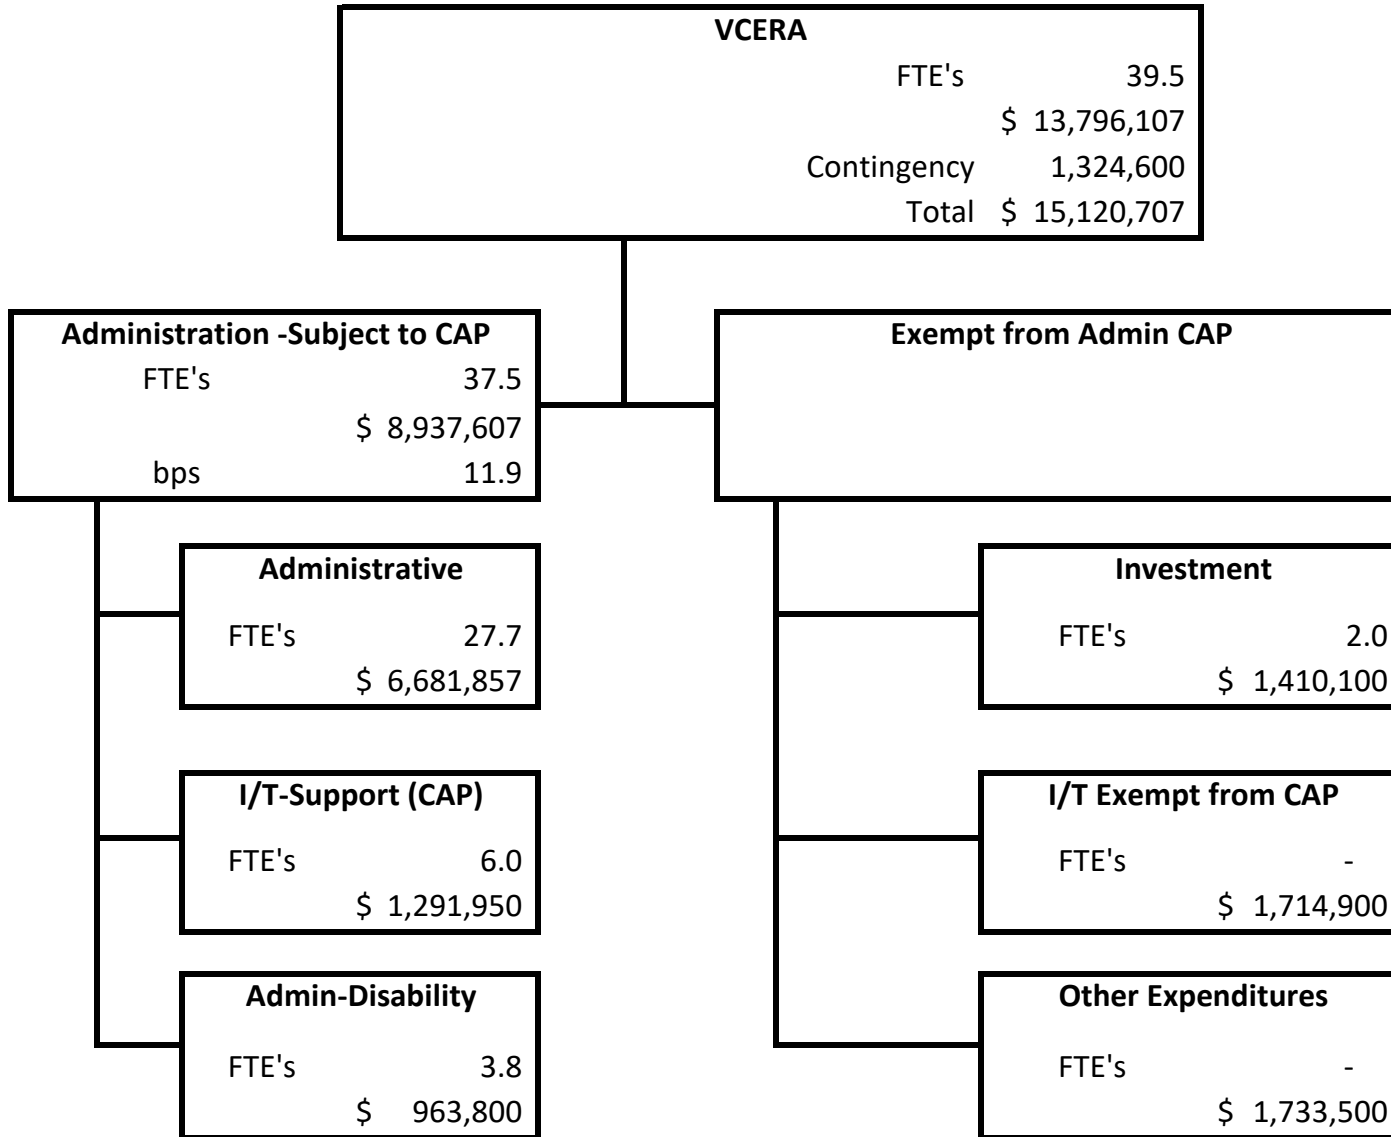 VCERA
FTE's 39.5
$ 13,796,107
Contingency 1,324,600
Total $ 15,120,707
Administration -Subject to CAP
FTE's 37.5
$ 8,937,607
bps 11.9
Exempt from Admin CAP
Administrative
FTE's 27.7
$ 6,681,857
Investment
FTE's 2.0
$ 1,410,100
I/T-Support (CAP)
FTE's 6.0
$ 1,291,950
I/T Exempt from CAP
FTE's -
$ 1,714,900
Admin-Disability
FTE's 3.8
$ 963,800
Other Expenditures
FTE's -
$ 1,733,500